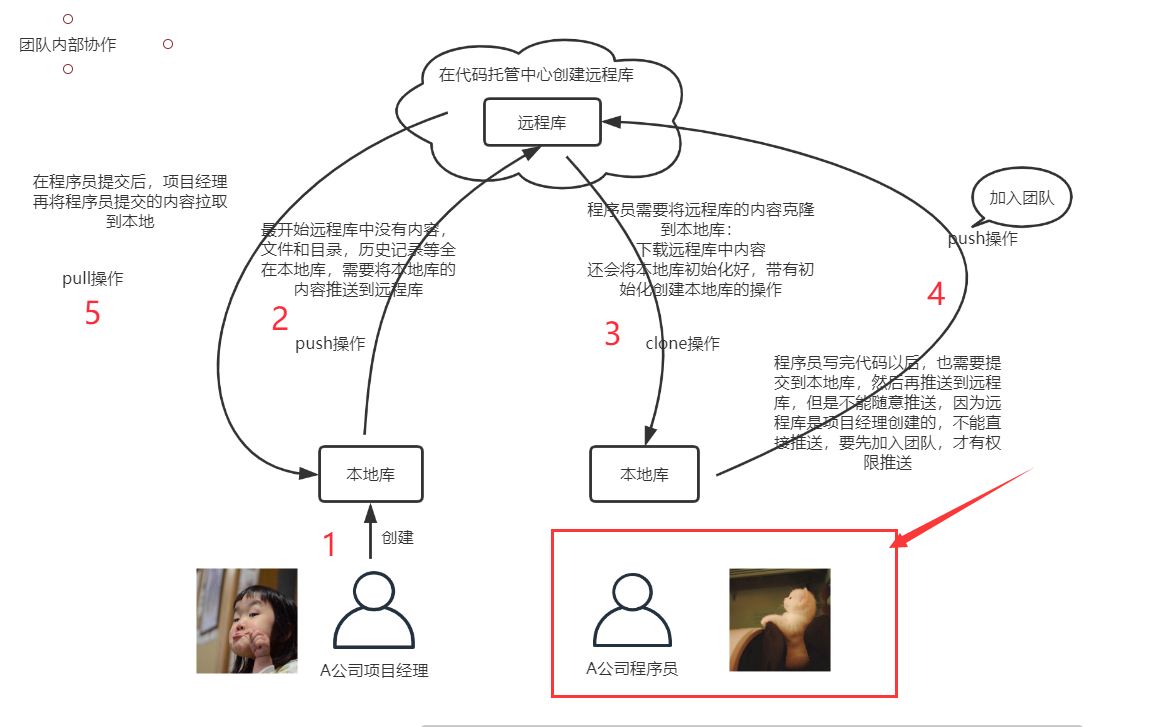 团队内部协作
在代码托管中心创建远程库
远程库
在程序员提交后，项目经理
再将程序员提交的内容拉取
到本地
pull操作
5
最开始远程库中没有内容，
文件和目录，历史记录等全
在本地库，需要将本地库的
内容推送到远程库
2
push操作
程序员需要将远程库的内容克隆
到本地库：
下载远程库中内容
还会将本地库初始化好，带有初
始化创建本地库的操作
3
clone操作
加入团队
push操作
4
程序员写完代码以后，也需要提
交到本地库，然后再推送到远程
库，但是不能随意推送，因为远
程库是项目经理创建的，不能直
接推送，要先加入团队，才有权
限推送
本地库
本地库
1
创建
A公司项目经理
A公司程序员